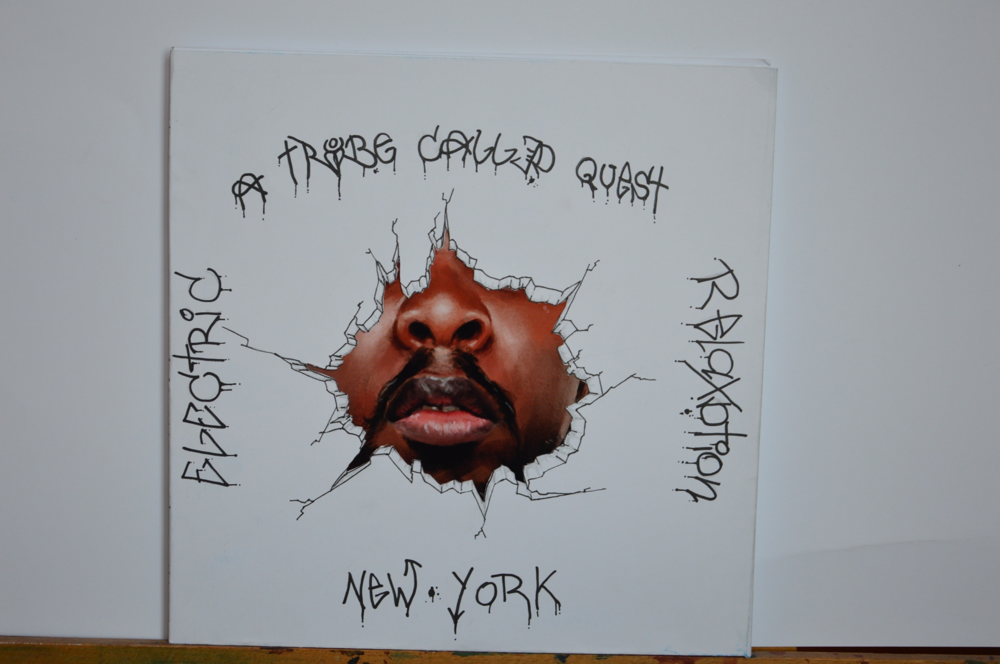 A TRiBE CALLED QUEST
ELECTRiC
RElaxation
NEW YORK